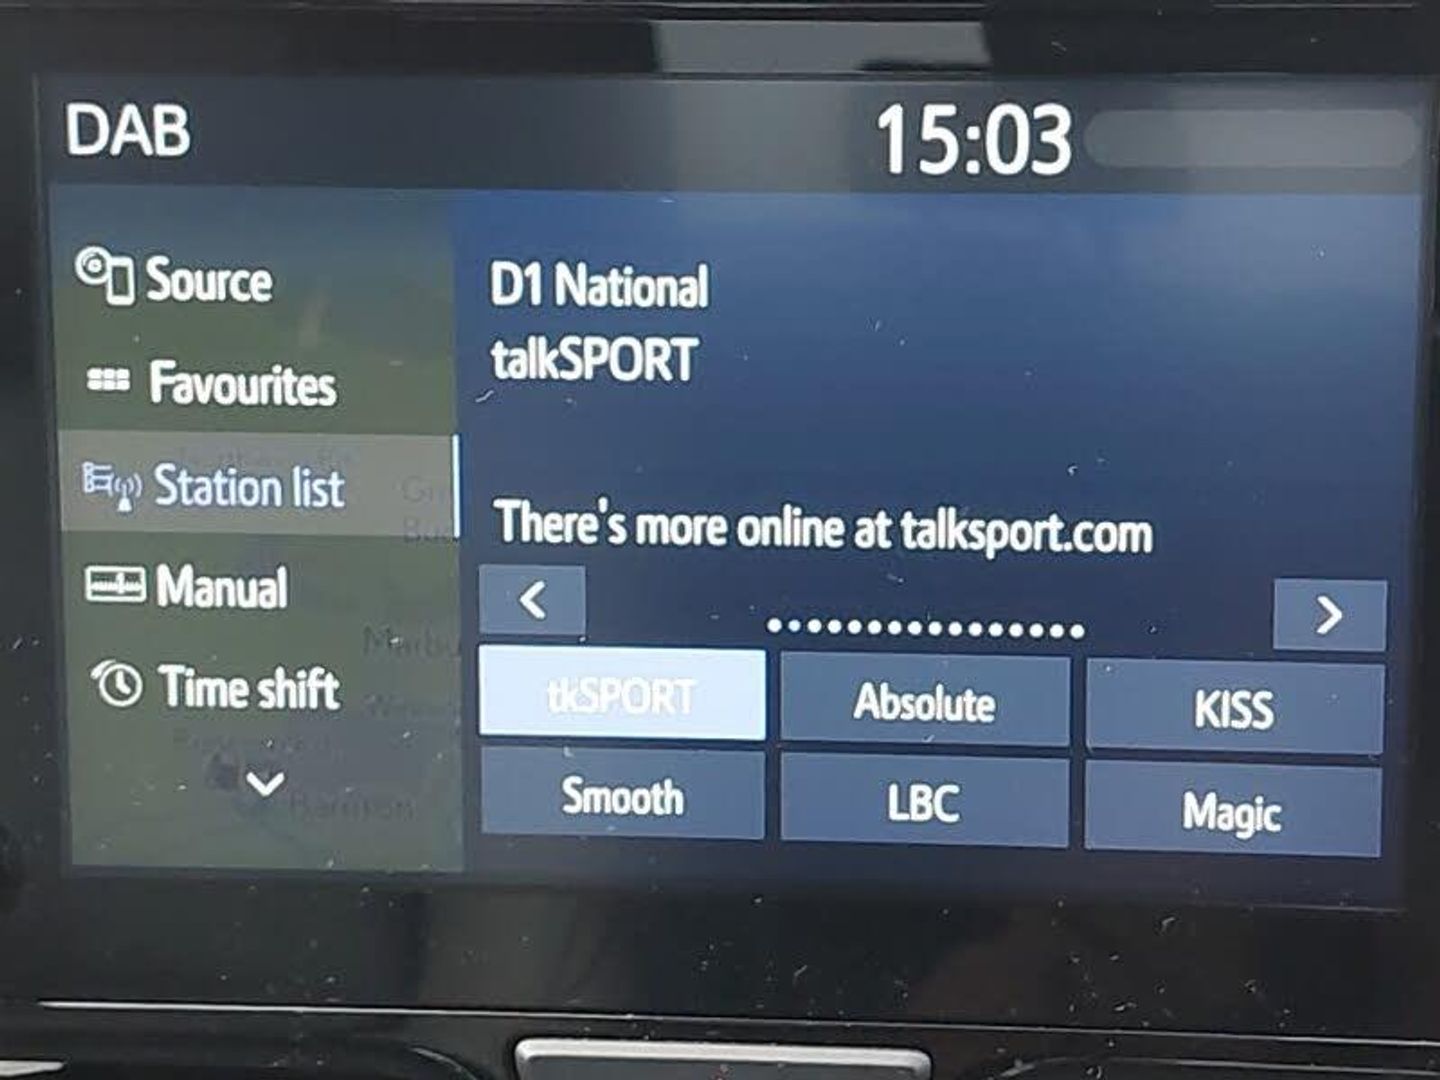 DAB
15:03
Source
Favourites
Station list
Manual
Time shift
D1 National
talkSPORT
There's more online at talksport.com
tkSPORT
Absolute
KISS
Smooth
LBC
Magic